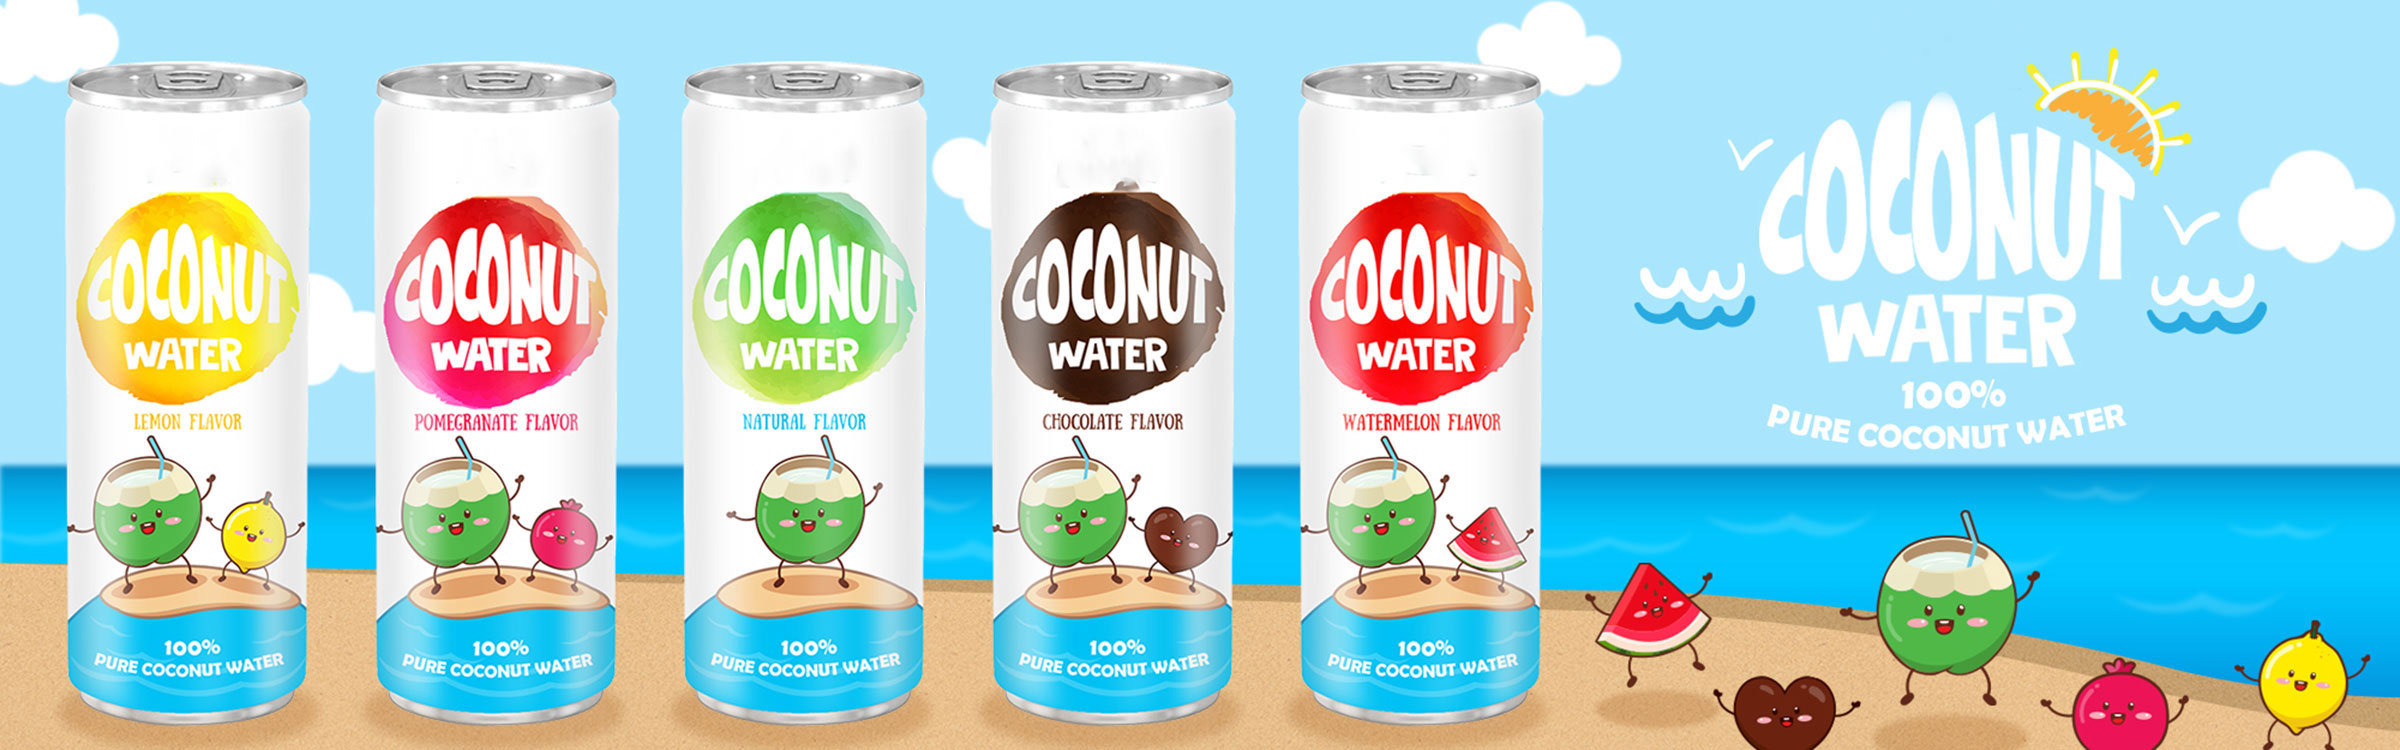 COCONUT
WATER
LEMON FLAVOR
100%
PURE COCONUT WATER
COCONUT
WATER
POMEGRANATE FLAVOR
100%
PURE COCONUT WATER
COCONUT
WATER
NATURAL FLAVOR
100%
PURE COCONUT WATER
COCONUT
WATER
CHOCOLATE FLAVOR
100%
PURE COCONUT WATER
COCONUT
WATER
WATERMELON FLAVOR
100%
PURE COCONUT WATER
COCONUT
WATER
100%
PURE COCONUT WATER